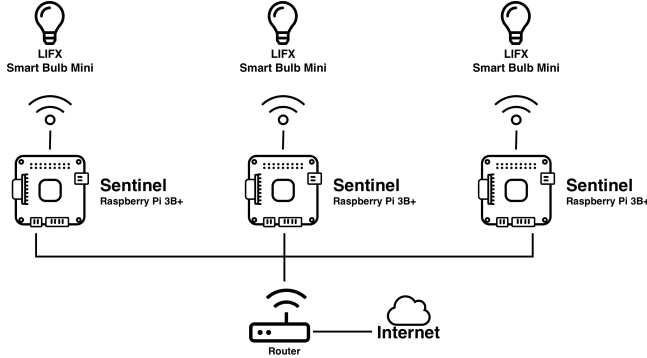 LIFX
Smart Bulb Mini
LIFX
Smart Bulb Mini
LIFX
Smart Bulb Mini
Sentinel
Raspberry Pi 3B+
Sentinel
Raspberry Pi 3B+
Sentinel
Raspberry Pi 3B+
Internet
Router